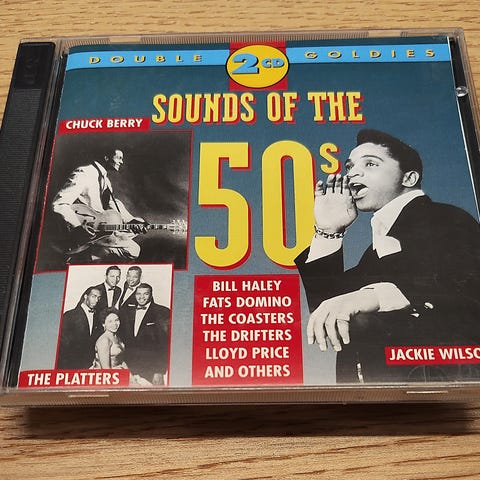 DOUBLE 2CD GOLDIES
SOUNDS OF THE
50s
CHUCK BERRY
BILL HALEY
FATS DOMINO
THE COASTERS
THE DRIFTERS
LLOYD PRICE
AND OTHERS
THE PLATTERS
JACKIE WILSO